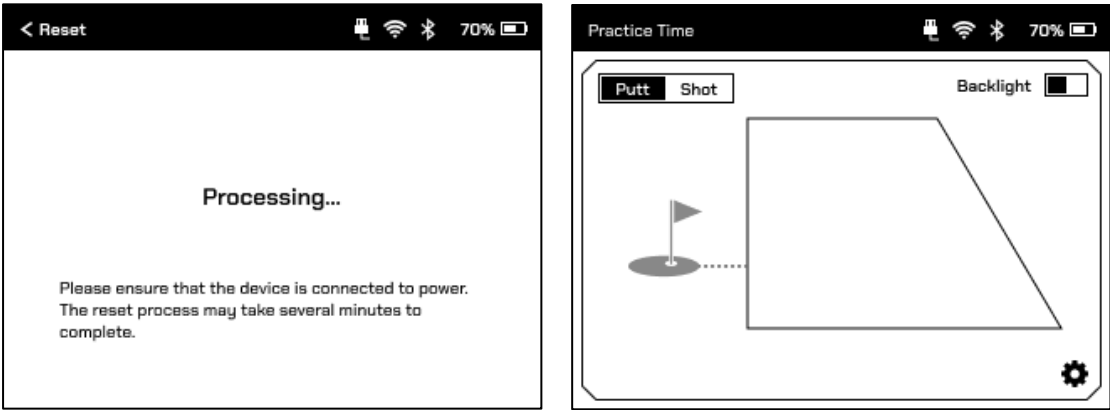 Reset
70%
Processing...
Please ensure that the device is connected to power.
The reset process may take several minutes to
complete.
Practice Time
70%
Putt Shot
Backlight